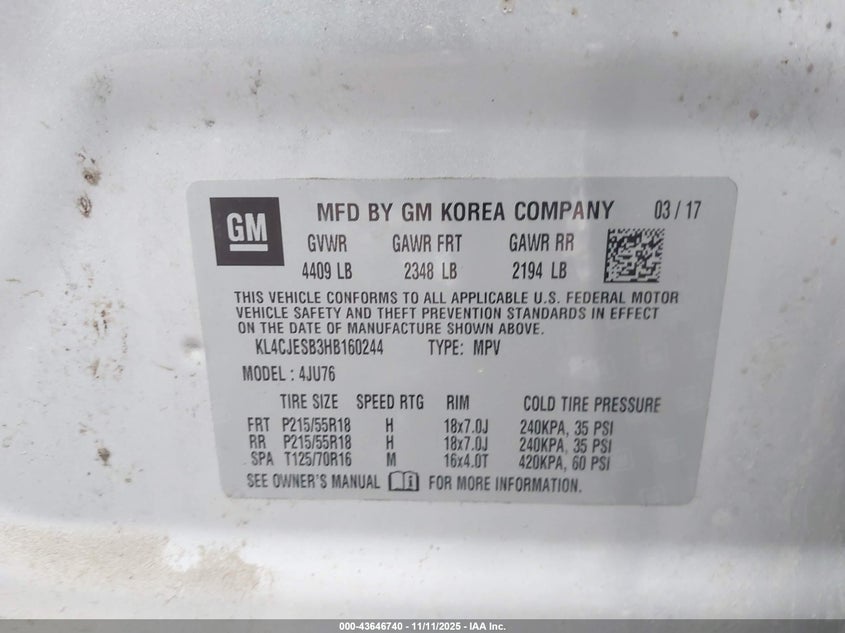 GM
MFD BY GM KOREA COMPANY 03 / 17
GVWR GAWR FRT GAWR RR
4409 LB 2348 LB 2194 LB
THIS VEHICLE CONFORMS TO ALL APPLICABLE U.S. FEDERAL MOTOR
VEHICLE SAFETY AND THEFT PREVENTION STANDARDS IN EFFECT
ON THE DATE OF MANUFACTURE SHOWN ABOVE.
KL4CJESB3HB160244 TYPE: MPV
MODEL : 4JU76
TIRE SIZE SPEED RTG RIM COLD TIRE PRESSURE
FRT P215/55R18 H 18x7.0J 240KPA, 35 PSI
RR P215/55R18 H 18x7.0J 240KPA, 35 PSI
SPA T125/70R16 M 16x4.0T 420KPA, 60 PSI
SEE OWNER'S MANUAL i FOR MORE INFORMATION.
000-43646740 - 11/11/2025 - IAA Inc.